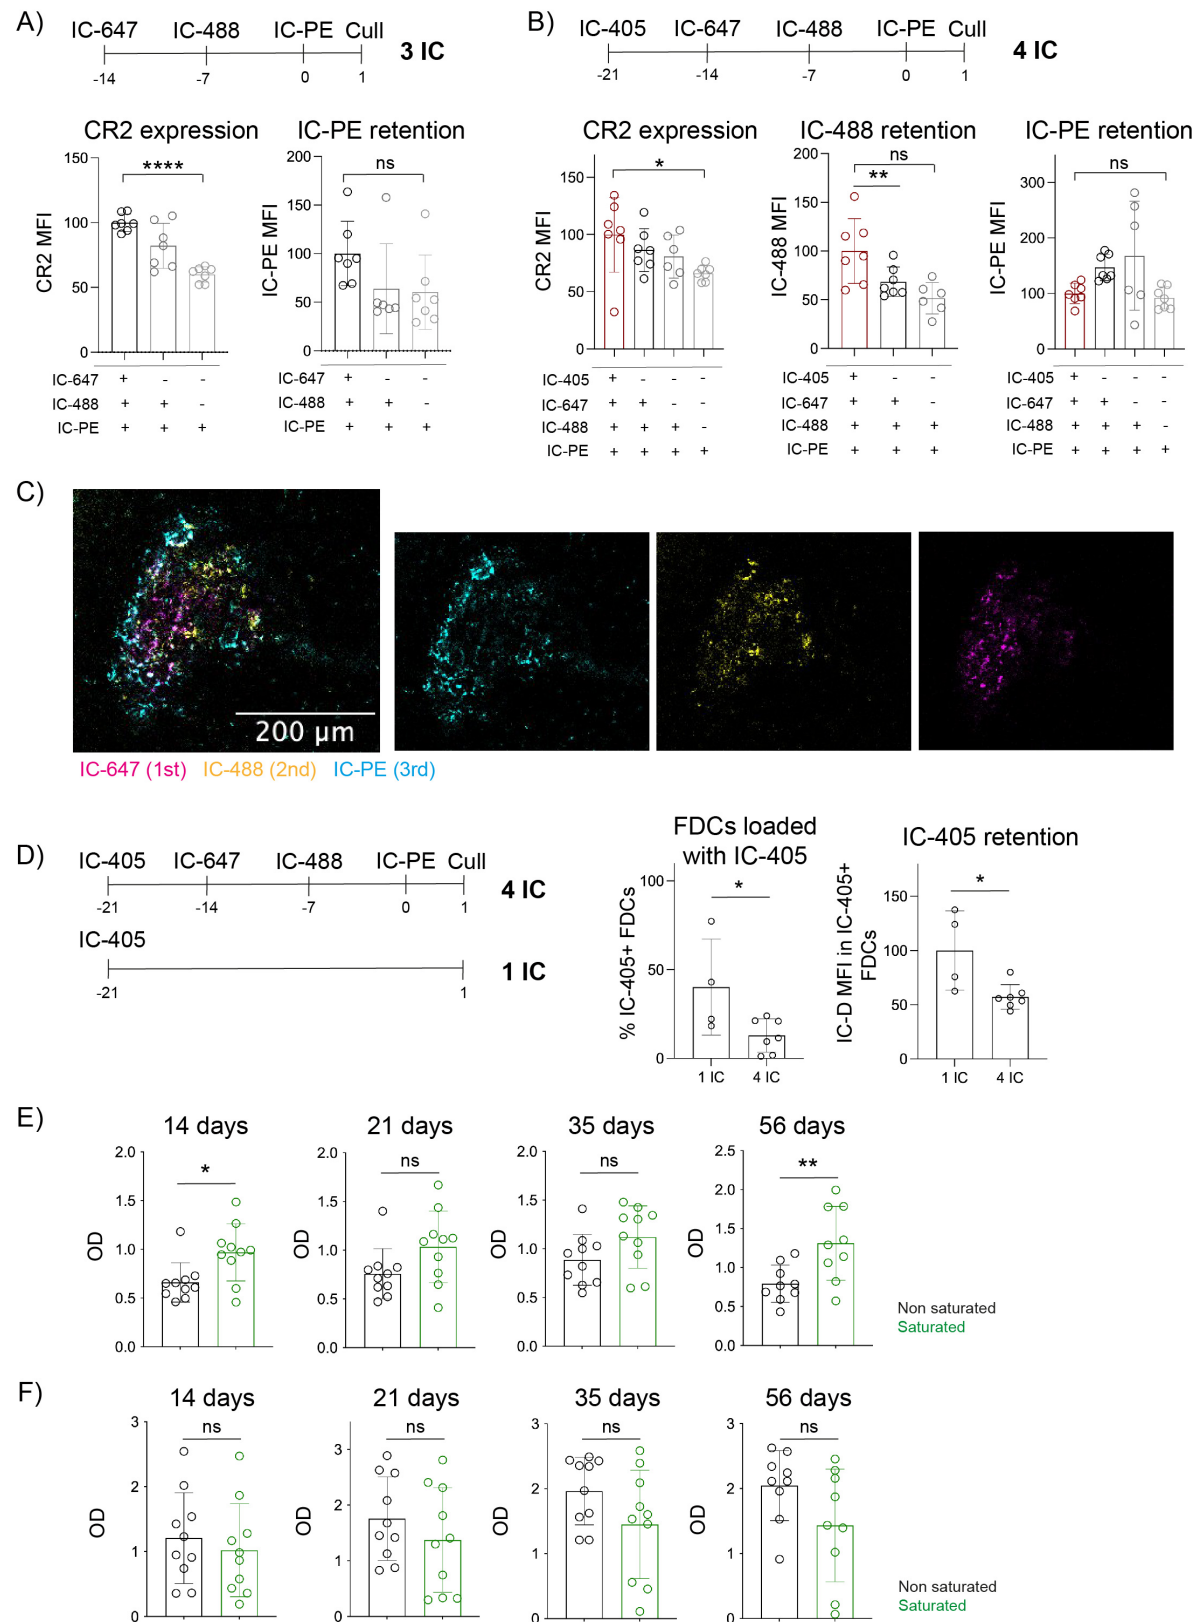 A)
IC-647 IC-488 IC-PE Cull
3 IC
-14 -7 0 1
CR2 expression
CR2 MFI
150
100
50
0
****
IC-647 + - -
IC-488 + + -
IC-PE + + +
IC-PE retention
IC-PE MFI
200
150
100
50
0
ns
IC-647 + - -
IC-488 + + -
IC-PE + + +
B)
IC-405 IC-647 IC-488 IC-PE Cull
4 IC
-21 -14 -7 0 1
CR2 expression
CR2 MFI
150
100
50
0
*
IC-405 + - - -
IC-647 + + - -
IC-488 + + + -
IC-PE + + + +
IC-488 retention
IC-488 MFI
200
150
100
50
0
ns
**
IC-405 + - -
IC-647 + + -
IC-488 + + +
IC-PE + + +
IC-PE retention
IC-PE MFI
300
200
100
0
ns
IC-405 + - - -
IC-647 + + - -
IC-488 + + + -
IC-PE + + + +
C)
200 µm
IC-647 (1st) IC-488 (2nd) IC-PE (3rd)
D)
IC-405 IC-647 IC-488 IC-PE Cull
4 IC
-21 -14 -7 0 1
IC-405
1 IC
-21 1
FDCs loaded
with IC-405
% IC-405+ FDCs
100
50
0
*
1 IC 4 IC
IC-405 retention
IC-D MFI in IC-405+
FDCs
150
100
50
0
*
1 IC 4 IC
E)
14 days
OD
2.0
1.5
1.0
0.5
0.0
*
21 days
OD
2.0
1.5
1.0
0.5
0.0
ns
35 days
OD
2.0
1.5
1.0
0.5
0.0
ns
56 days
OD
2.5
2.0
1.5
1.0
0.5
0.0
**
Non saturated
Saturated
F)
14 days
OD
3
2
1
0
ns
21 days
OD
3
2
1
0
ns
35 days
OD
3
2
1
0
ns
56 days
OD
3
2
1
0
ns
Non saturated
Saturated